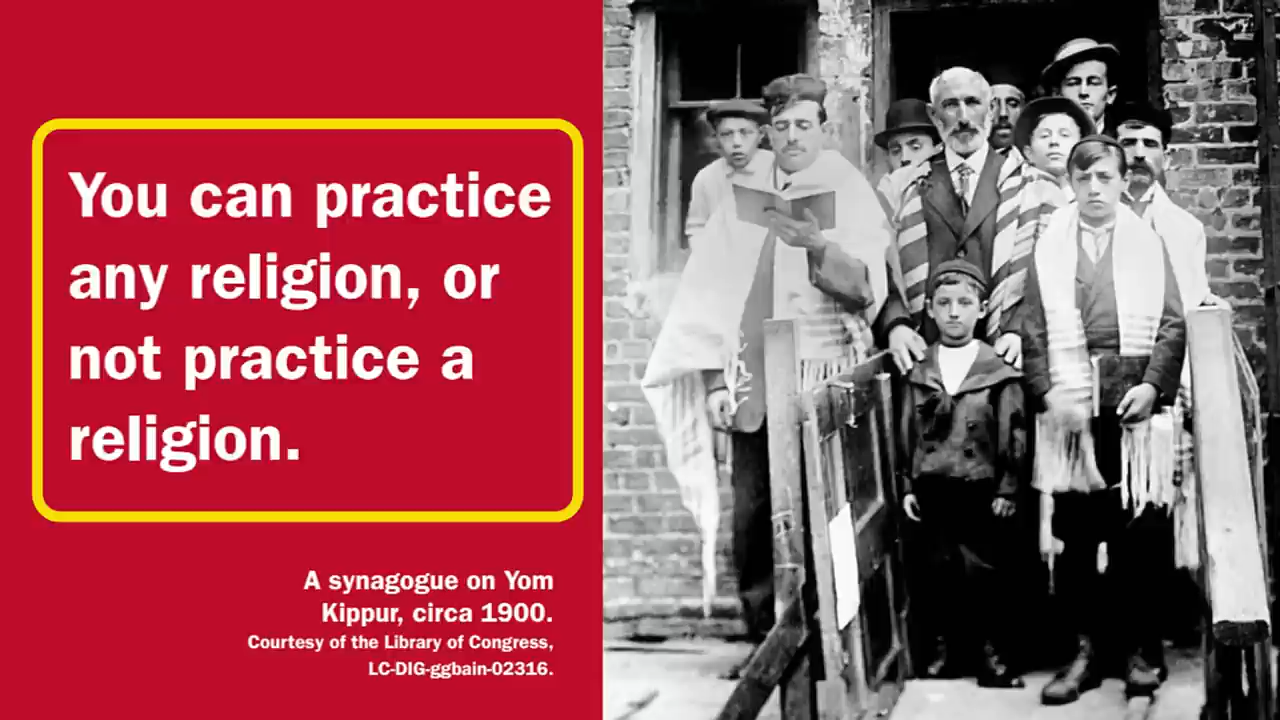 You can practice
any religion, or
not practice a
religion.
A synagogue on Yom
Kippur, circa 1900.
Courtesy of the Library of Congress,
LC-DIG-ggbain-02316.